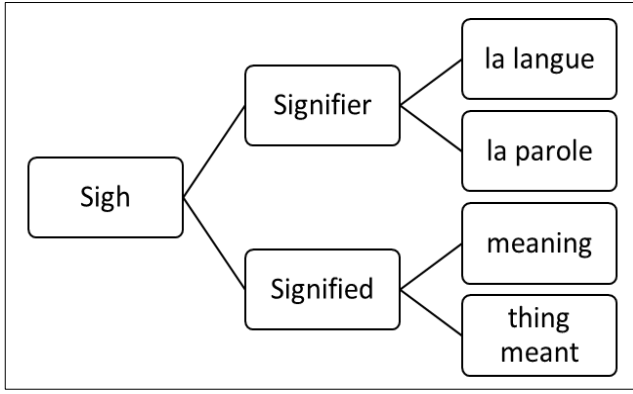 Sigh
Signifier
la langue
la parole
Signified
meaning
thing
meant